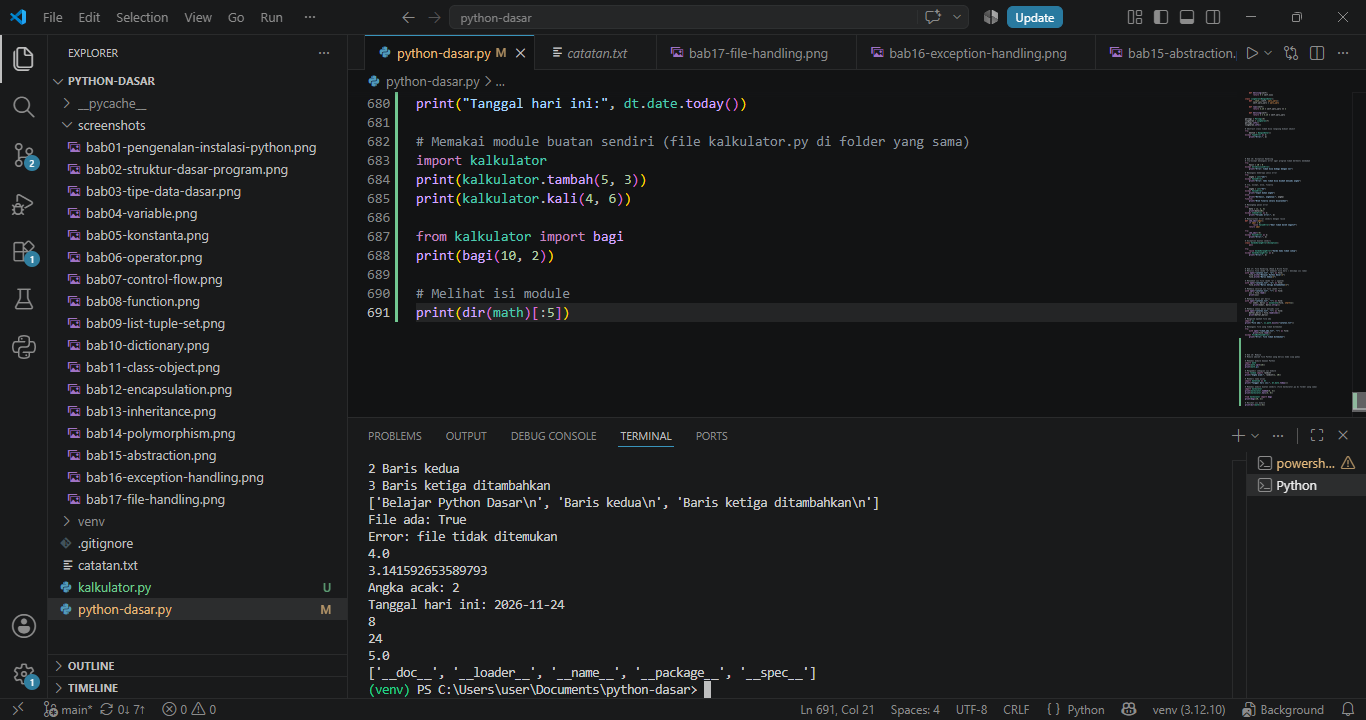 File Edit Selection View Go Run ···
python-dasar
Update
EXPLORER ···
PYTHON-DASAR
__pycache__
screenshots
bab01-pengenalan-instalasi-python.png
bab02-struktur-dasar-program.png
bab03-tipe-data-dasar.png
bab04-variable.png
bab05-konstanta.png
bab06-operator.png
bab07-control-flow.png
bab08-function.png
bab09-list-tuple-set.png
bab10-dictionary.png
bab11-class-object.png
bab12-encapsulation.png
bab13-inheritance.png
bab14-polymorphism.png
bab15-abstraction.png
bab16-exception-handling.png
bab17-file-handling.png
venv
.gitignore
catatan.txt
kalkulator.py U
python-dasar.py M
OUTLINE
TIMELINE
2
1
1
python-dasar.py M catatan.txt bab17-file-handling.png bab16-exception-handling.png bab15-abstraction.
python-dasar.py > ...
680 print("Tanggal hari ini:", dt.date.today())
681
682 # Memakai module buatan sendiri (file kalkulator.py di folder yang sama)
683 import kalkulator
684 print(kalkulator.tambah(5, 3))
685 print(kalkulator.kali(4, 6))
686
687 from kalkulator import bagi
688 print(bagi(10, 2))
689
690 # Melihat isi module
691 print(dir(math)[:5])
PROBLEMS OUTPUT DEBUG CONSOLE TERMINAL PORTS
2 Baris kedua
3 Baris ketiga ditambahkan
['Belajar Python Dasar\n', 'Baris kedua\n', 'Baris ketiga ditambahkan\n']
File ada: True
Error: file tidak ditemukan
4.0
3.141592653589793
Angka acak: 2
Tanggal hari ini: 2026-11-24
8
24
5.0
['__doc__', '__loader__', '__name__', '__package__', '__spec__']
(venv) PS C:\Users\user\Documents\python-dasar>
powersh...
Python
main* 0↓ 7↑ 0 0 Ln 691, Col 21 Spaces: 4 UTF-8 CRLF { } Python venv (3.12.10) Background